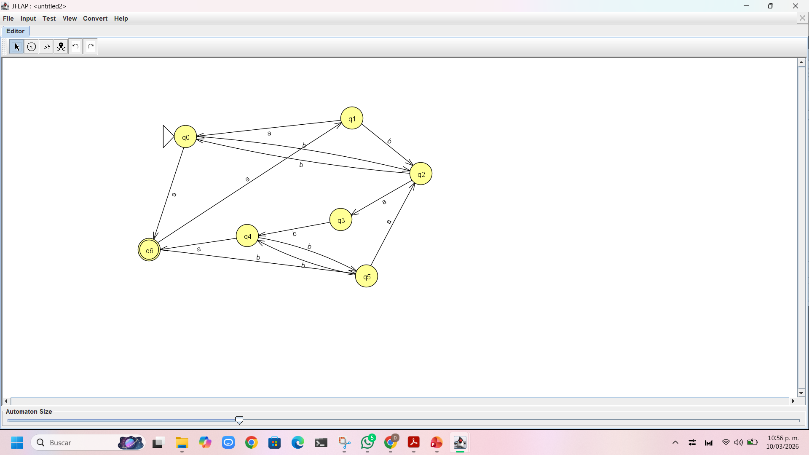 JFLAP : <untitled2>
File Input Test View Convert Help
Editor
q1
q0
a
b
b
b
q2
a
a
a
q3
a
q4
b
q6
a
b
b
q5
Automaton Size
Buscar
10:56 p. m.
10/03/2026